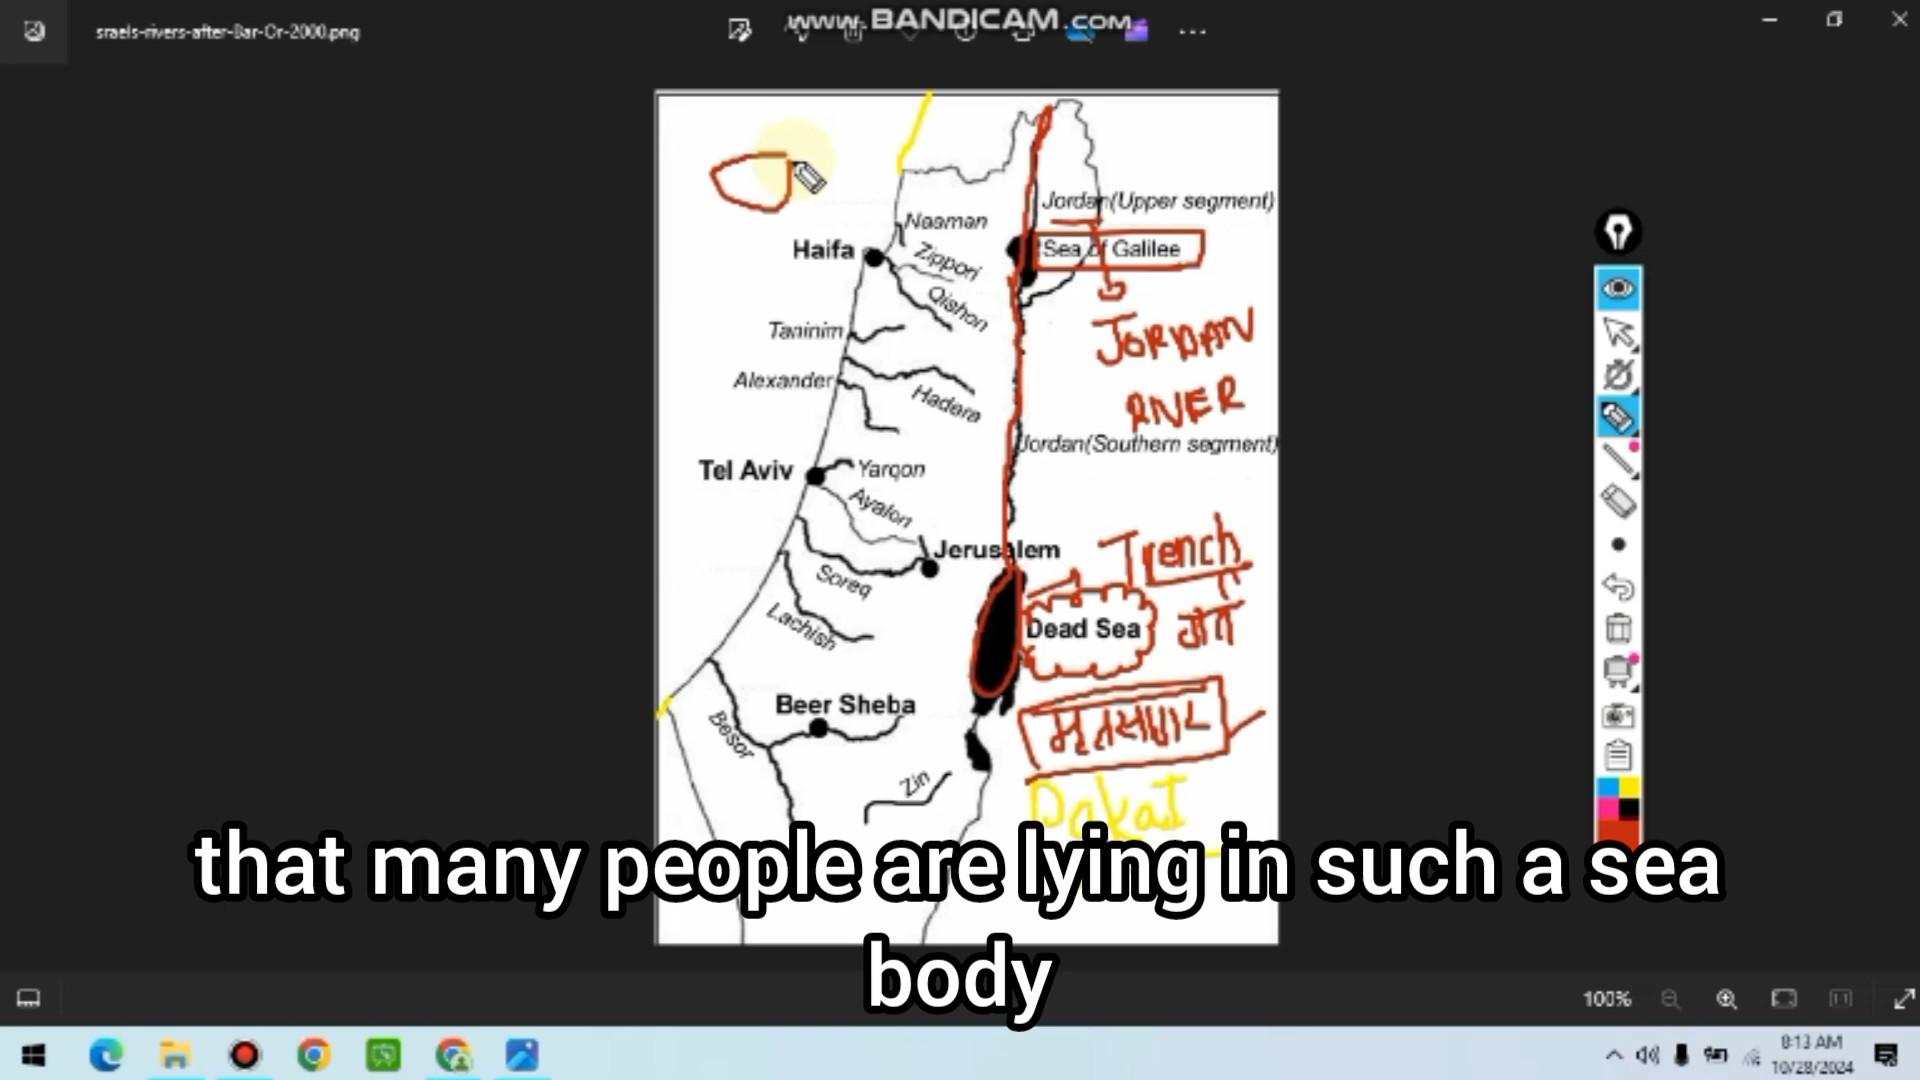 sraels-rivers-after-Bar-Or-2000.png
www.BANDICAM.com
Jordan(Upper segment)
Naaman
Haifa
Sea of Galilee
Zippori
Qishon
Taninim
JORDAN
Alexander
Hadera
RIVER
Jordan(Southern segment)
Tel Aviv
Yarqon
Ayalon
Jerusalem
Trench
Soreq
Dead Sea
गर्त
Lachish
Beer Sheba
Besor
मृतसागर
Zin
that many people are lying in such a sea
body
100%
8:13 AM
10/28/2024